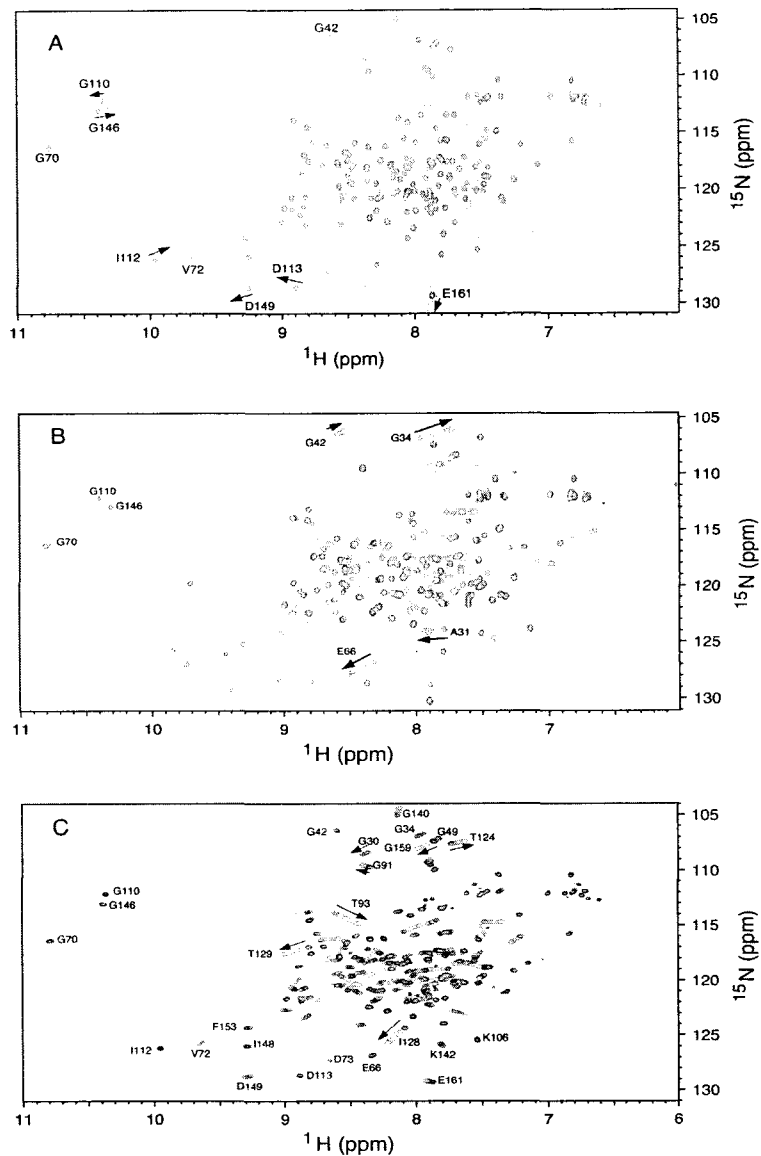 A
G42
105
G110
110
G146
115
G70
120
15N (ppm)
I112
V72
D113
125
D149
E161
130
11 10 9 8 7
1H (ppm)
B
G42
G34
105
G110
G146
110
G70
115
120
15N (ppm)
A31
E66
125
130
11 10 9 8 7
1H (ppm)
C
G140
105
G42
G34
G49
G30
G159
T124
G91
110
G110
G146
T93
115
G70
T129
120
15N (ppm)
F153
I128
K106
125
I112
V72
I148
D73
E66
K142
D149
D113
E161
130
11 10 9 8 7 6
1H (ppm)